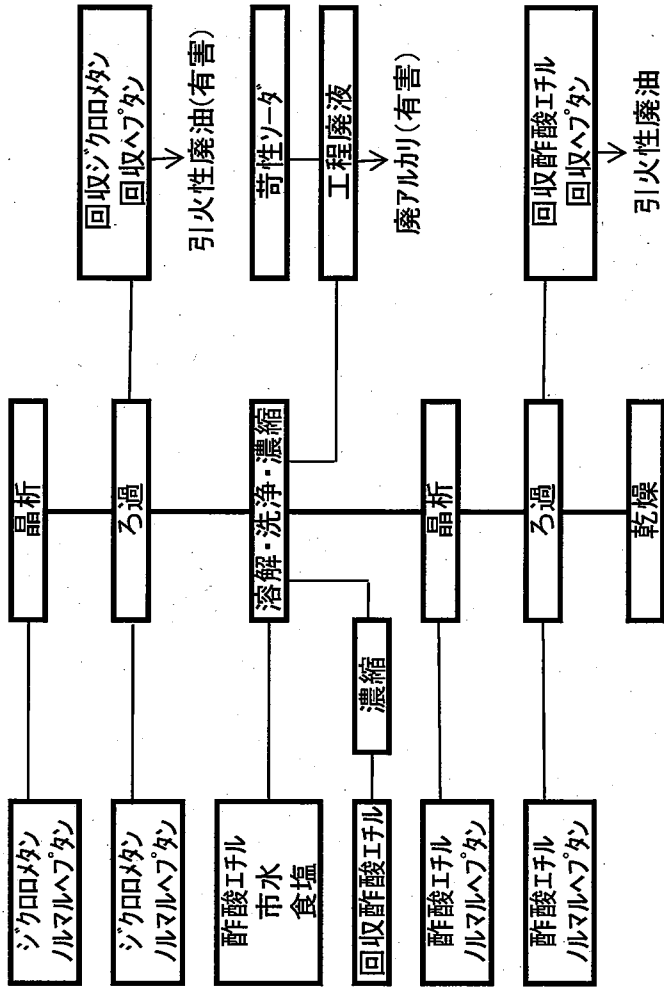 ジクロロメタン
ノルマルヘプタン
晶析
ジクロロメタン
ノルマルヘプタン
ろ過
回収ジクロロメタン
回収ヘプタン
引火性廃油(有害)
酢酸エチル
市水
食塩
溶解・洗浄・濃縮
苛性ソーダ
工程廃液
廃アルカリ(有害)
回収酢酸エチル
濃縮
酢酸エチル
ノルマルヘプタン
晶析
酢酸エチル
ノルマルヘプタン
ろ過
回収酢酸エチル
回収ヘプタン
引火性廃油
乾燥